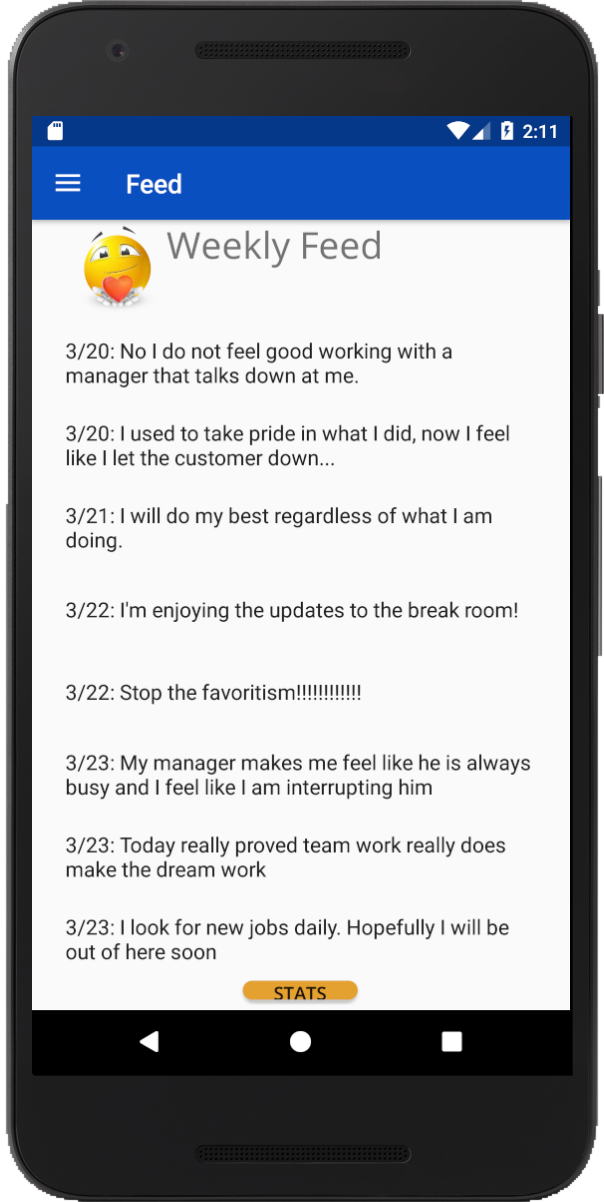 2:11
Feed
Weekly Feed
3/20: No I do not feel good working with a
manager that talks down at me.
3/20: I used to take pride in what I did, now I feel
like I let the customer down...
3/21: I will do my best regardless of what I am
doing.
3/22: I'm enjoying the updates to the break room!
3/22: Stop the favoritism!!!!!!!!!!!!
3/23: My manager makes me feel like he is always
busy and I feel like I am interrupting him
3/23: Today really proved team work really does
make the dream work
3/23: I look for new jobs daily. Hopefully I will be
out of here soon
STATS